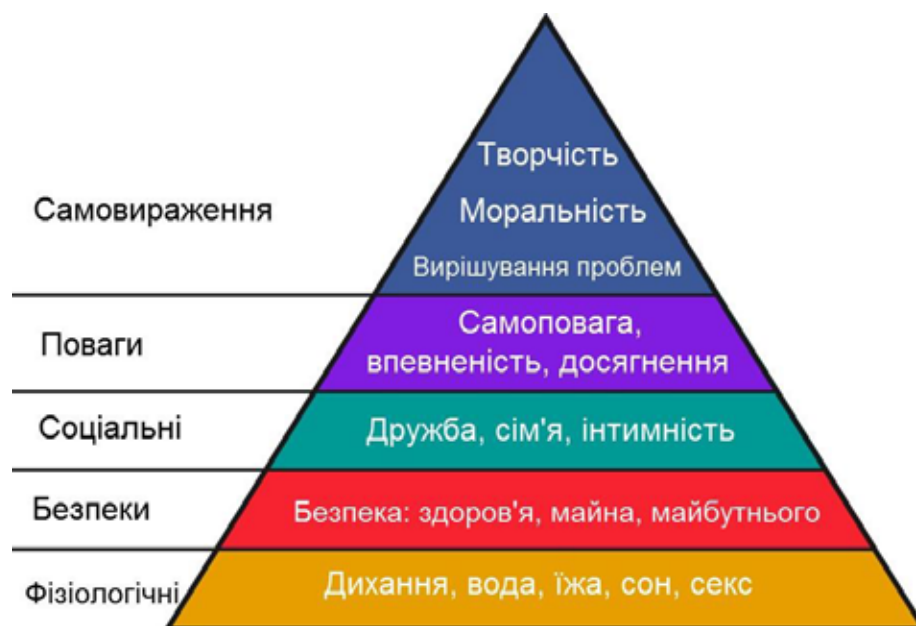 Творчість
Самовираження
Моральність
Вирішування проблем
Поваги
Самоповага,
впевненість, досягнення
Соціальні
Дружба, сім'я, інтимність
Безпеки
Безпека: здоров'я, майна, майбутнього
Фізіологічні
Дихання, вода, їжа, сон, секс